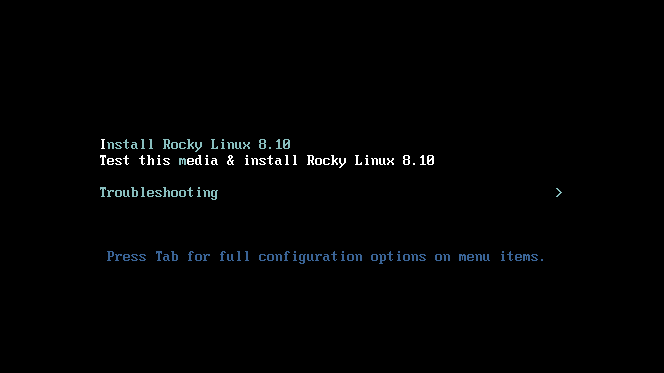 Install Rocky Linux 8.10
Test this media & install Rocky Linux 8.10
Troubleshooting >
Press Tab for full configuration options on menu items.